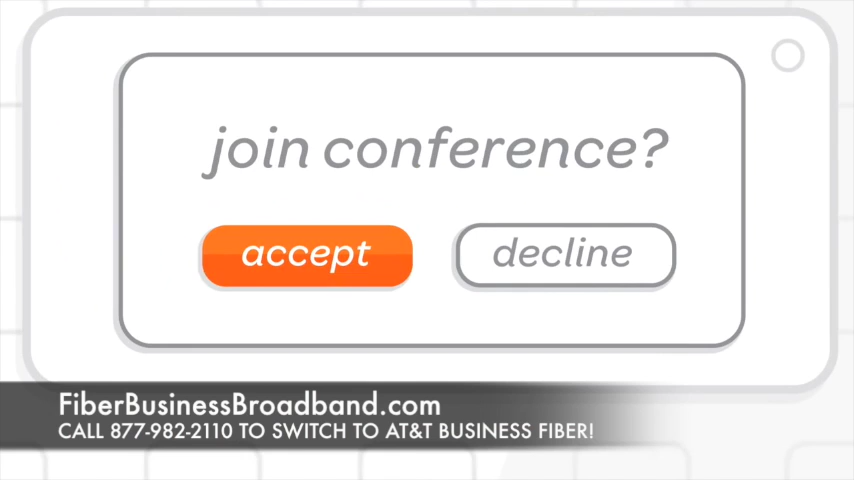 join conference?
accept
decline
FiberBusinessBroadband.com
CALL 877-982-2110 TO SWITCH TO AT&T BUSINESS FIBER!